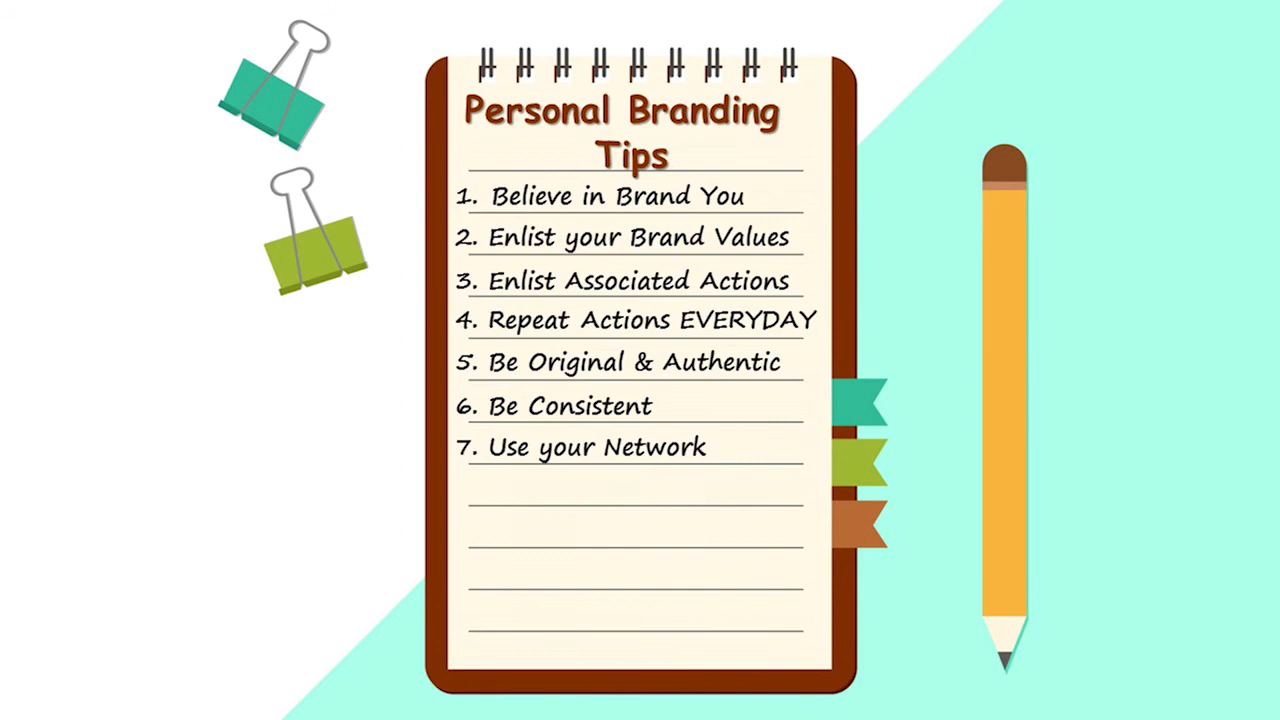 Personal Branding
Tips
1. Believe in Brand You
2. Enlist your Brand Values
3. Enlist Associated Actions
4. Repeat Actions EVERYDAY
5. Be Original & Authentic
6. Be Consistent
7. Use your Network